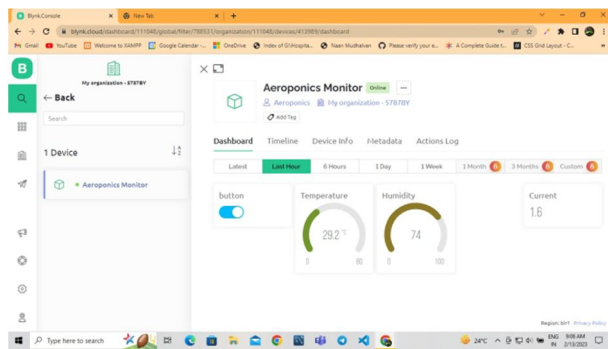 Blynk.Console
New Tab
blynk.cloud/dashboard/111048/global/filter/788531/organization/111048/devices/413989/dashboard
Gmail YouTube Welcome to XAMPP Google Calendar -... OneDrive Index of G:\Hospita... Naan Mudhalvan Please verify your e... A Complete Guide t... CSS Grid Layout - C...
B
My organization - 5787BY
Back
Search
1 Device
Aeroponics Monitor
Aeroponics Monitor Online
Aeroponics My organization - 5787BY
Add Tag
Dashboard Timeline Device Info Metadata Actions Log
Latest Last Hour 6 Hours 1 Day 1 Week 1 Month 3 Months Custom
button Temperature Humidity Current
29.2 °C 74 1.6
0 80 0 100
Region: blr1 Privacy Policy
Type here to search
24°C ENG 9:08 AM
IN 2/13/2023